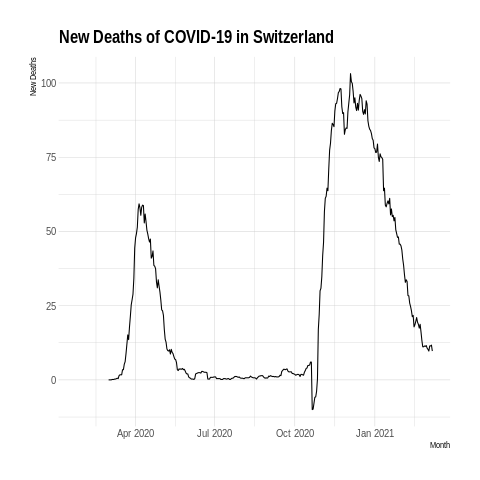 New Deaths of COVID-19 in Switzerland
New Deaths
100
75
50
25
0
Apr 2020
Jul 2020
Oct 2020
Jan 2021
Month